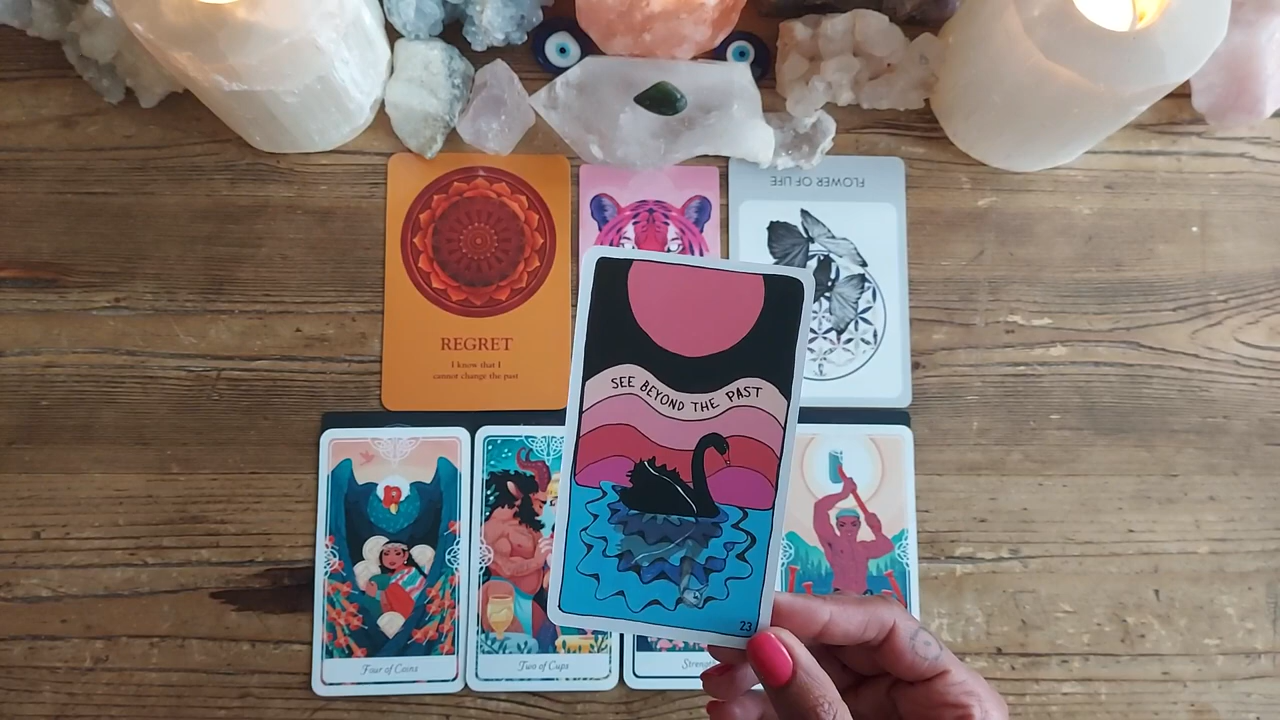 FLOWER OF LIFE
REGRET
I know that I
cannot change the past
SEE BEYOND THE PAST
23
Four of Coins
Two of Cups